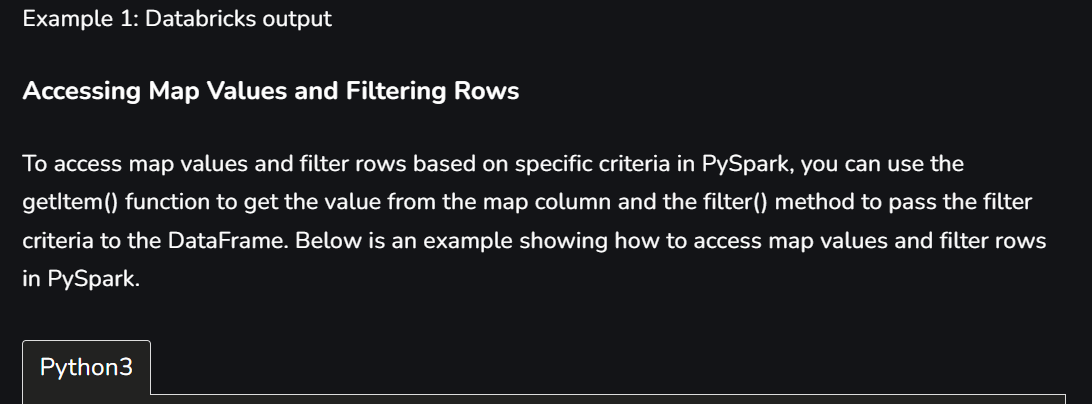 Example 1: Databricks output
Accessing Map Values and Filtering Rows
To access map values and filter rows based on specific criteria in PySpark, you can use the
getItem() function to get the value from the map column and the filter() method to pass the filter
criteria to the DataFrame. Below is an example showing how to access map values and filter rows
in PySpark.
Python3